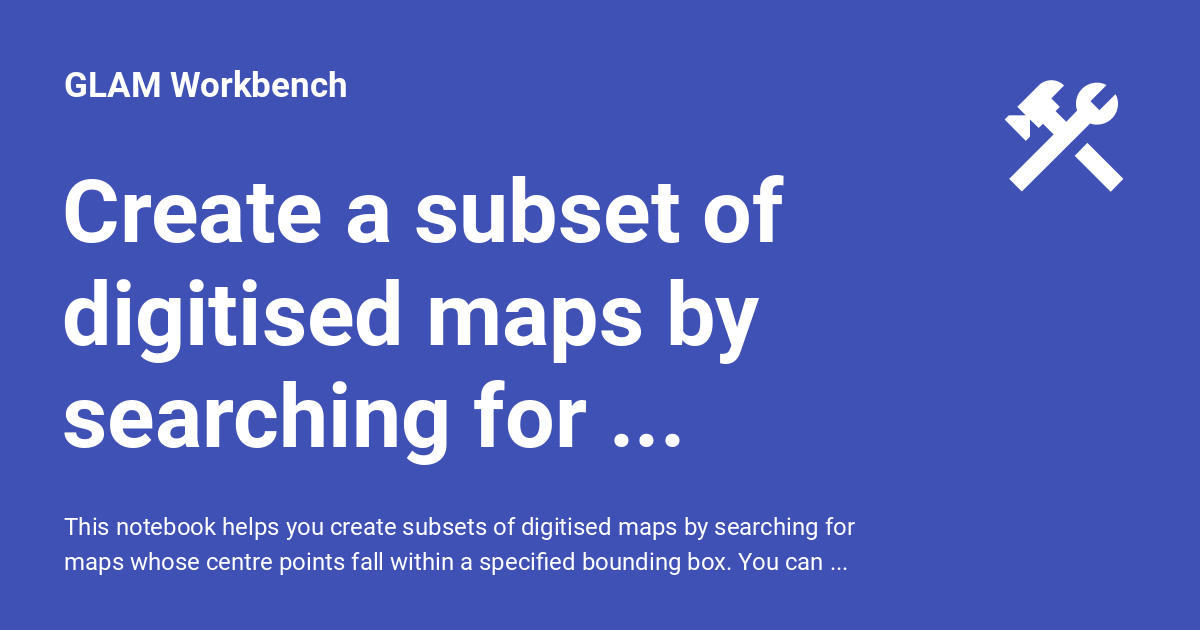 GLAM Workbench
Create a subset of
digitised maps by
searching for ...
This notebook helps you create subsets of digitised maps by searching for
maps whose centre points fall within a specified bounding box. You can ...